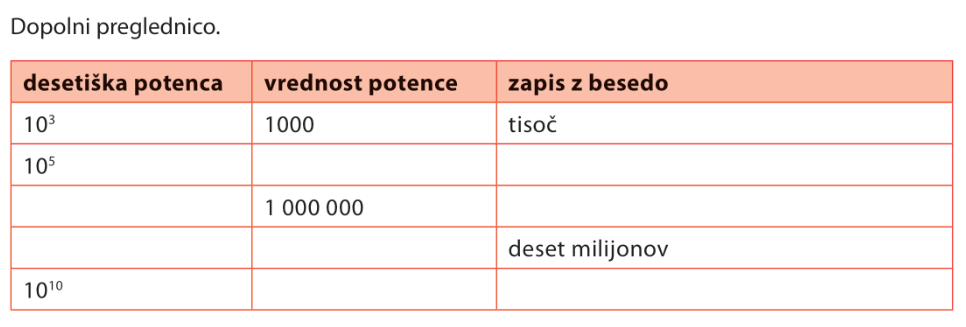 Dopolni preglednico.
desetiška potenca vrednost potence zapis z besedo
10³ 1000 tisoč
10⁵
1 000 000
deset milijonov
10¹⁰